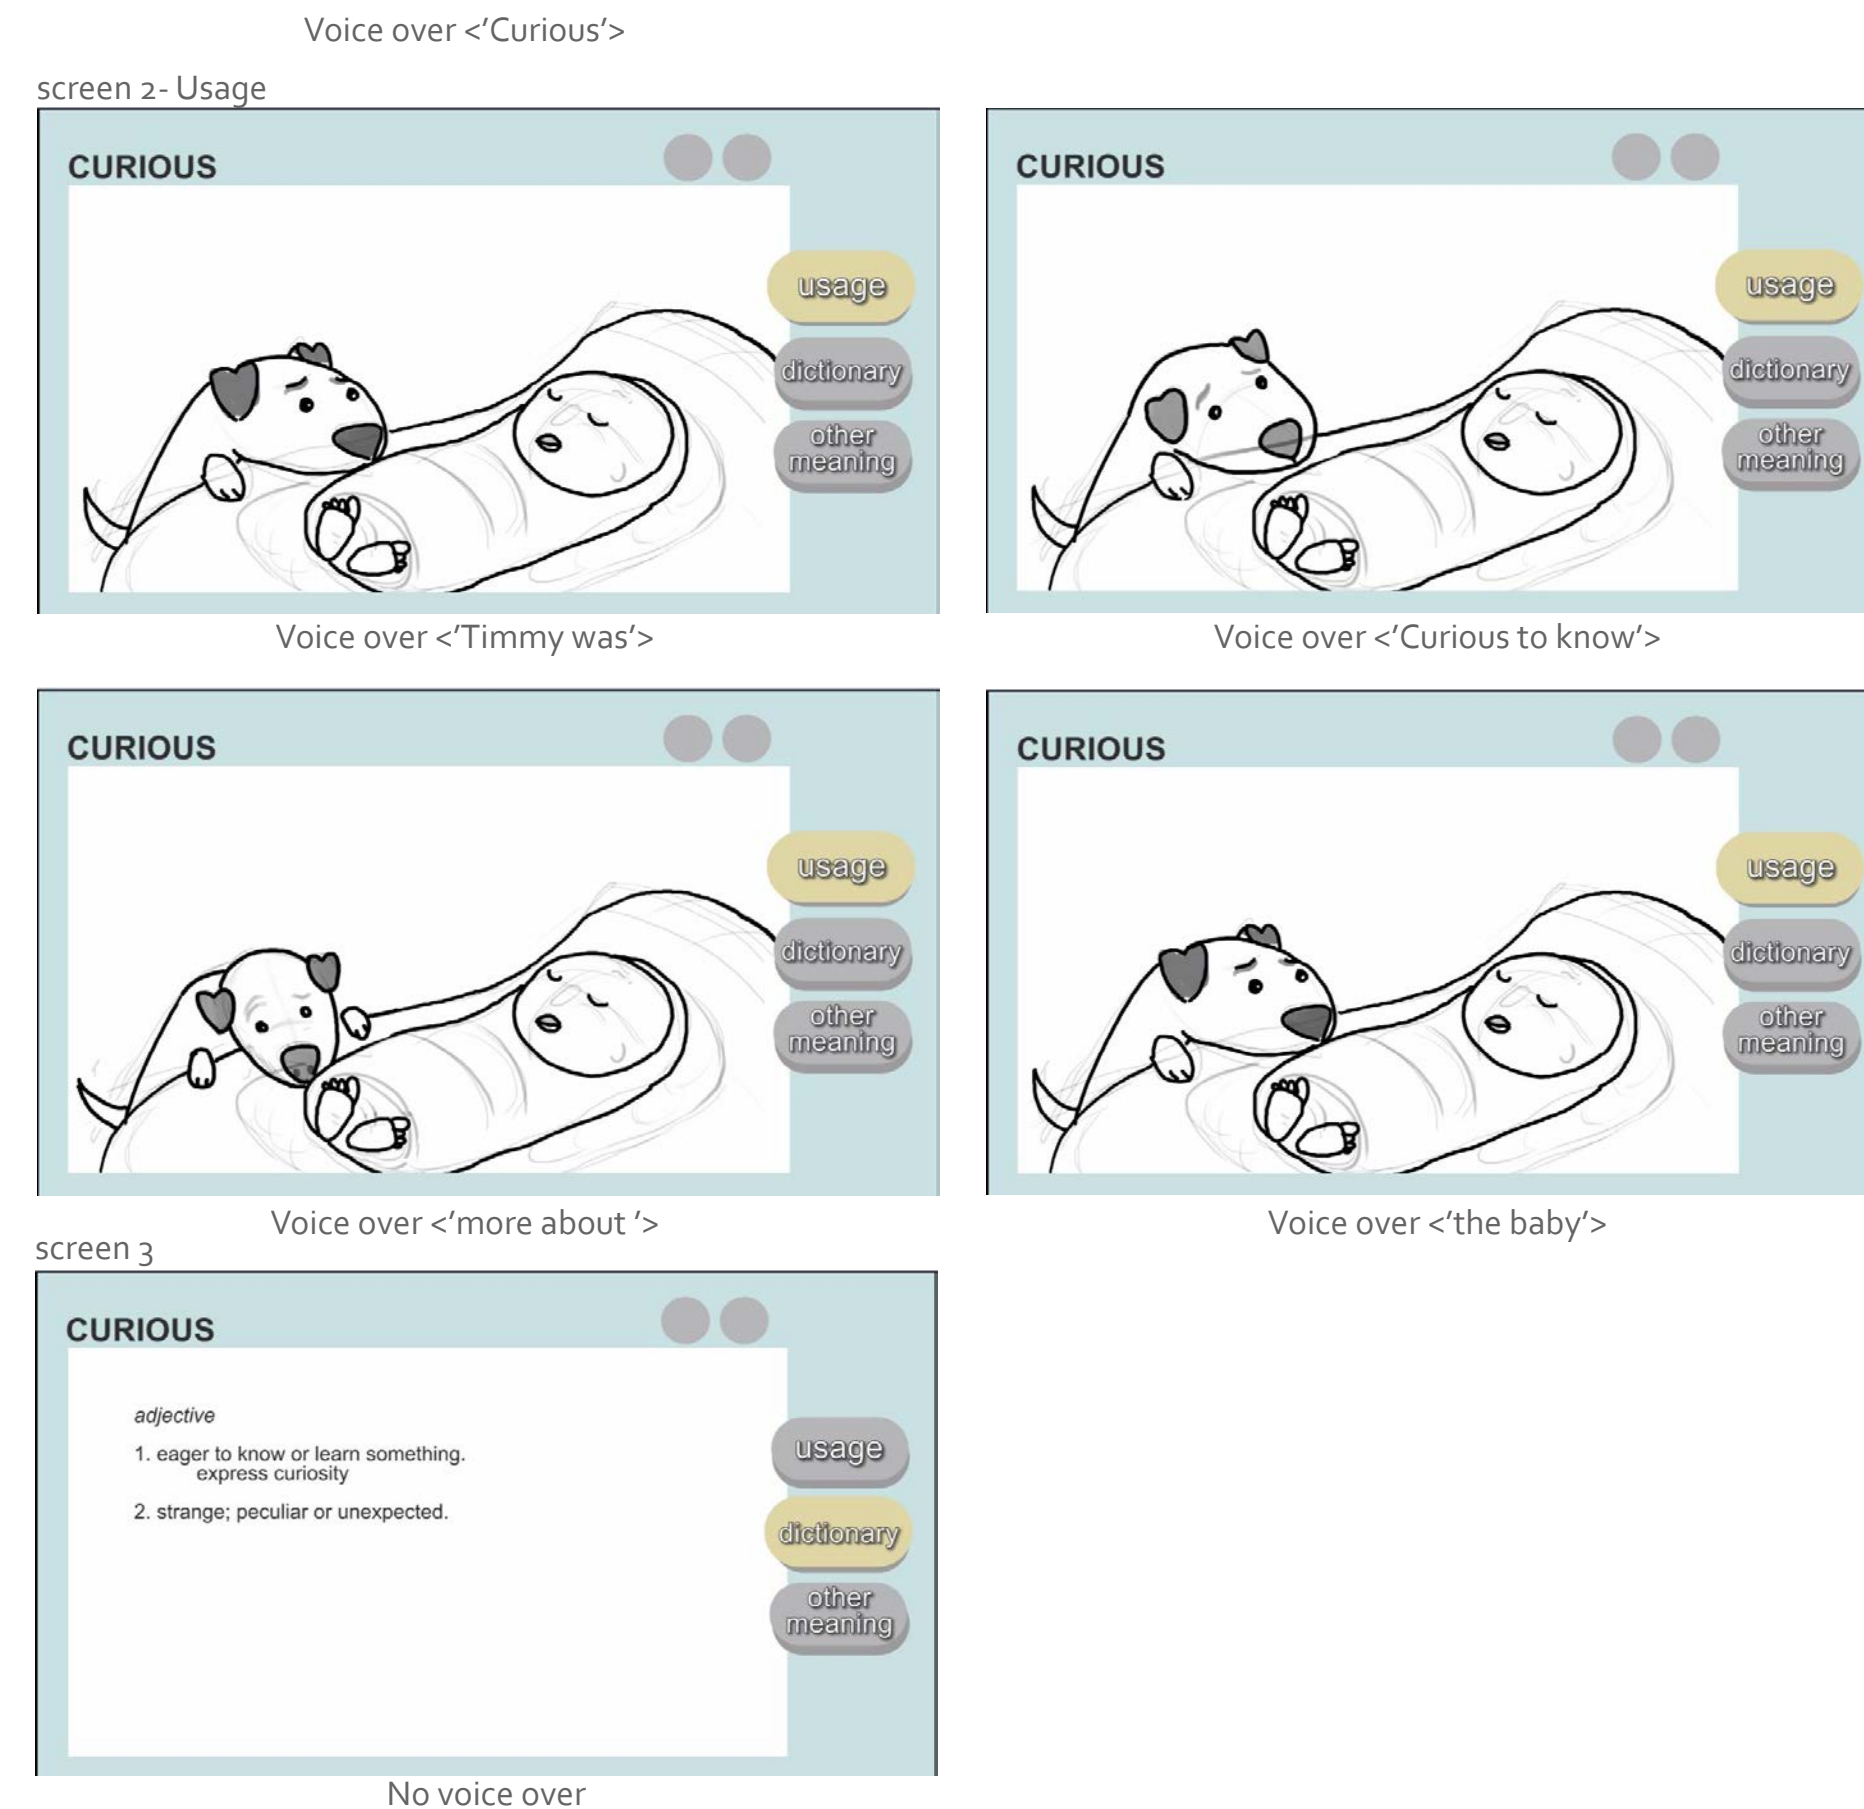 Voice over <‘Curious’>
screen 2- Usage
CURIOUS
usage
dictionary
other
meaning
Voice over <‘Timmy was’>
CURIOUS
usage
dictionary
other
meaning
Voice over <‘Curious to know’>
CURIOUS
usage
dictionary
other
meaning
Voice over <‘more about ‘>
CURIOUS
usage
dictionary
other
meaning
Voice over <‘the baby’>
screen 3
CURIOUS
adjective
1. eager to know or learn something.
express curiosity
2. strange; peculiar or unexpected.
usage
dictionary
other
meaning
No voice over